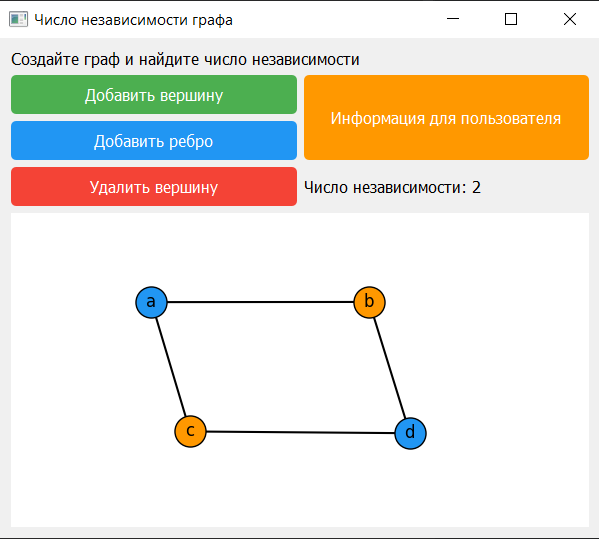 Число независимости графа
Создайте граф и найдите число независимости
Добавить вершину
Информация для пользователя
Добавить ребро
Удалить вершину
Число независимости: 2
a
b
c
d